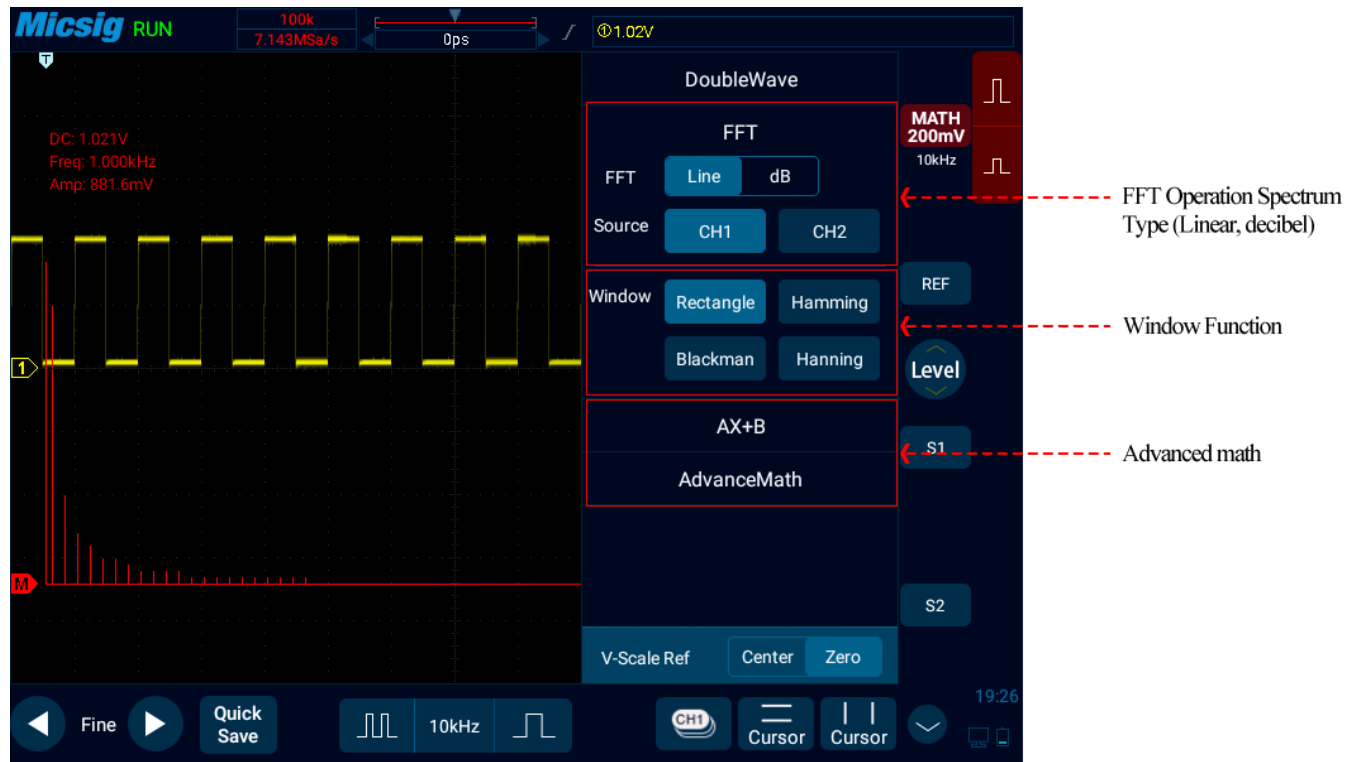 Micsig RUN
100k
7.143MSa/s
0ps
①1.02V
T
DC: 1.021V
Freq: 1.000kHz
Amp: 881.6mV
1
M
DoubleWave
FFT
FFT Line dB
Source CH1 CH2
Window Rectangle Hamming
Blackman Hanning
AX+B
AdvanceMath
V-Scale Ref Center Zero
MATH
200mV
10kHz
REF
Level
S1
S2
FFT Operation Spectrum
Type (Linear, decibel)
Window Function
Advanced math
Fine
Quick
Save
10kHz
CH1
Cursor
Cursor
19:26